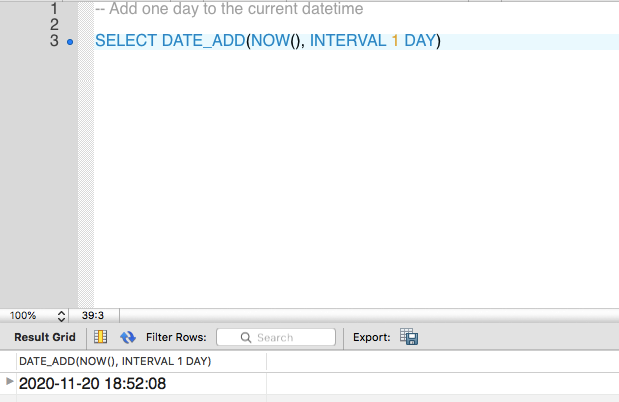 1 -- Add one day to the current datetime
2
3 SELECT DATE_ADD(NOW(), INTERVAL 1 DAY)
100% 39:3
Result Grid Filter Rows: Search Export:
DATE_ADD(NOW(), INTERVAL 1 DAY)
2020-11-20 18:52:08